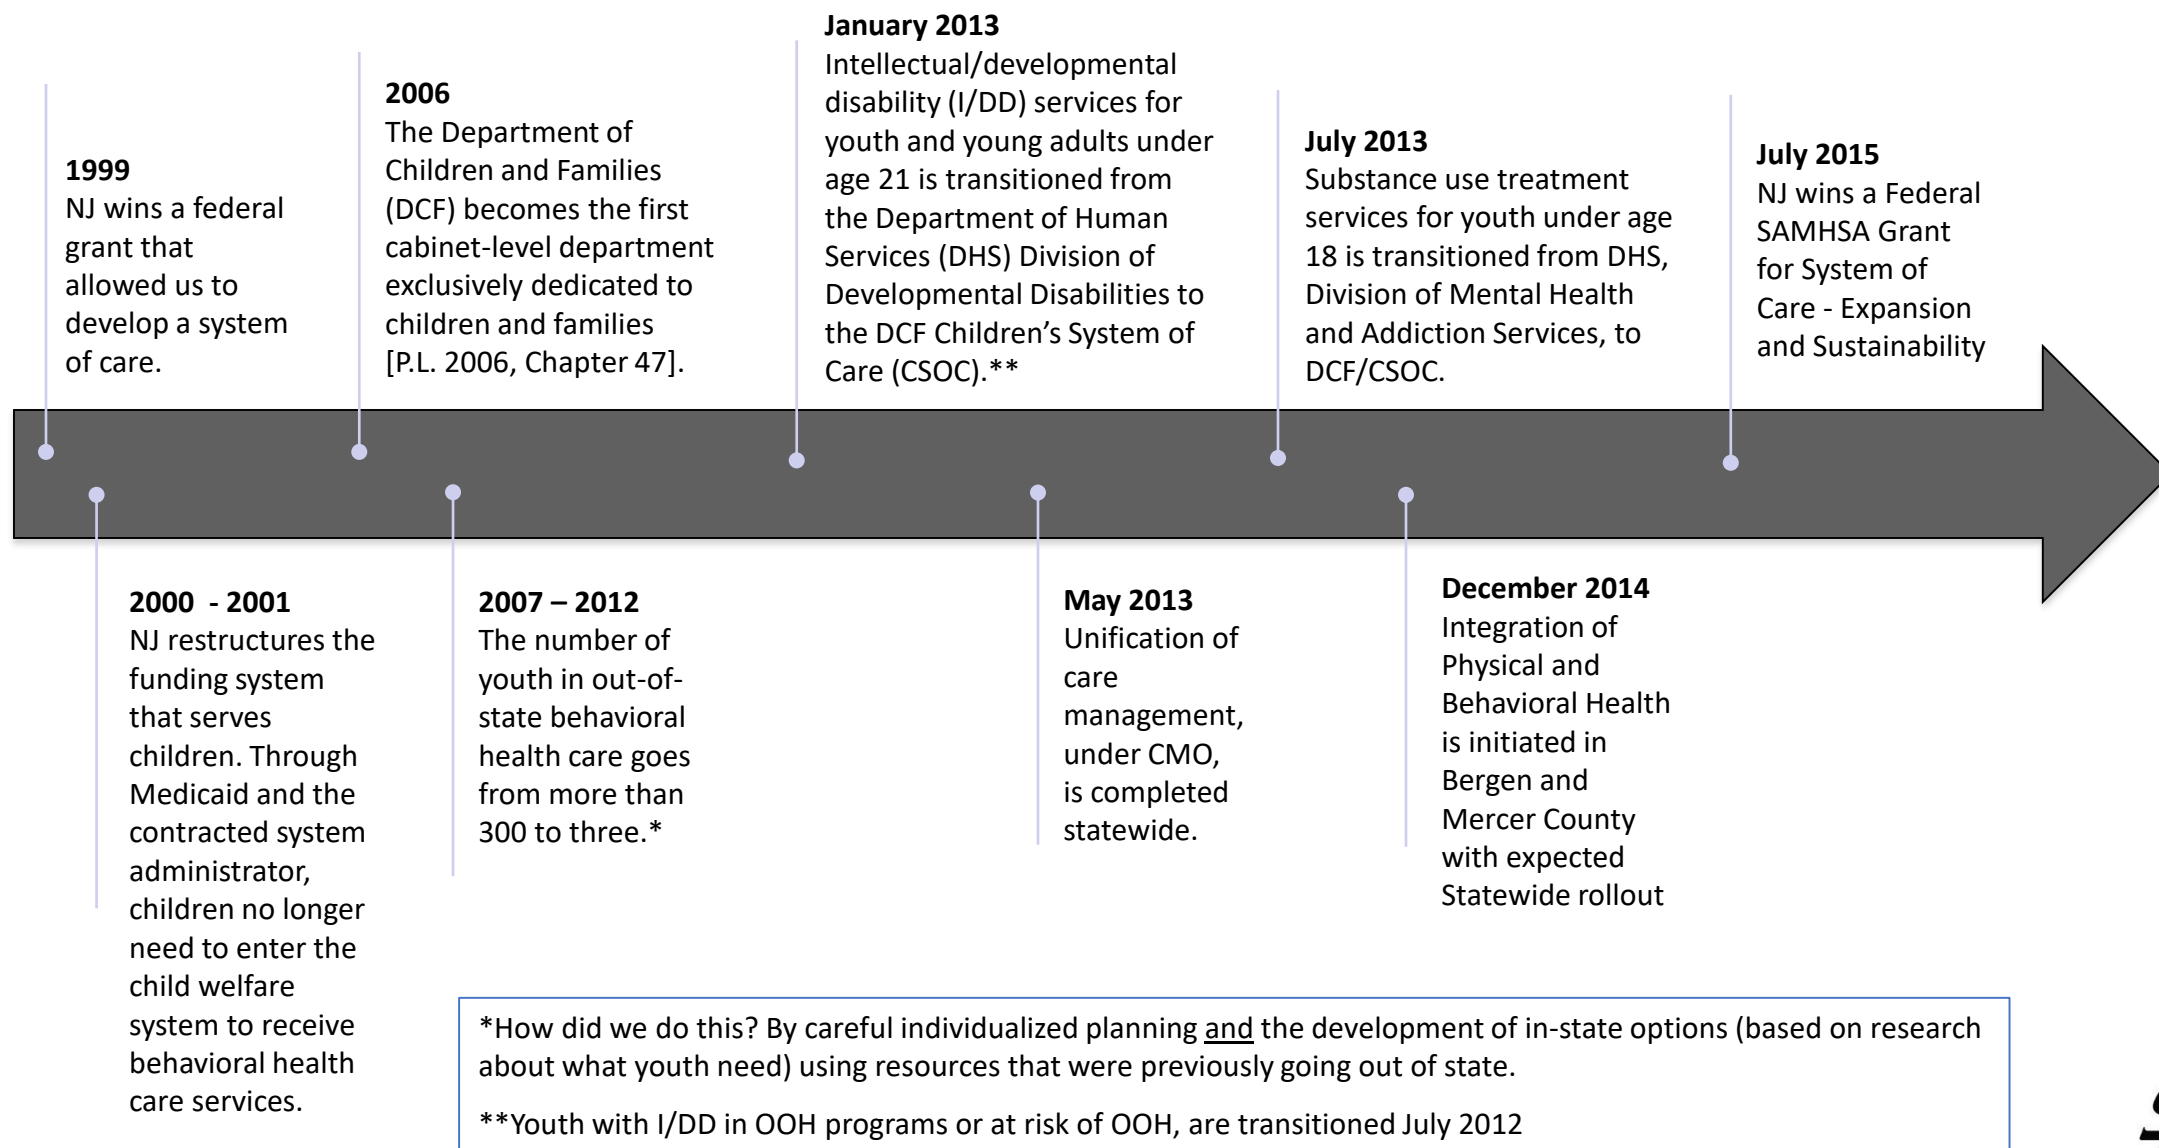 1999
NJ wins a federal
grant that
allowed us to
develop a system
of care.
2006
The Department of
Children and Families
(DCF) becomes the first
cabinet-level department
exclusively dedicated to
children and families
[P.L. 2006, Chapter 47].
January 2013
Intellectual/developmental
disability (I/DD) services for
youth and young adults under
age 21 is transitioned from
the Department of Human
Services (DHS) Division of
Developmental Disabilities to
the DCF Children’s System of
Care (CSOC).**
July 2013
Substance use treatment
services for youth under age
18 is transitioned from DHS,
Division of Mental Health
and Addiction Services, to
DCF/CSOC.
July 2015
NJ wins a Federal
SAMHSA Grant
for System of
Care - Expansion
and Sustainability
2000 - 2001
NJ restructures the
funding system
that serves
children. Through
Medicaid and the
contracted system
administrator,
children no longer
need to enter the
child welfare
system to receive
behavioral health
care services.
2007 – 2012
The number of
youth in out-of-
state behavioral
health care goes
from more than
300 to three.*
May 2013
Unification of
care
management,
under CMO,
is completed
statewide.
December 2014
Integration of
Physical and
Behavioral Health
is initiated in
Bergen and
Mercer County
with expected
Statewide rollout
*How did we do this? By careful individualized planning and the development of in-state options (based on research
about what youth need) using resources that were previously going out of state.
**Youth with I/DD in OOH programs or at risk of OOH, are transitioned July 2012